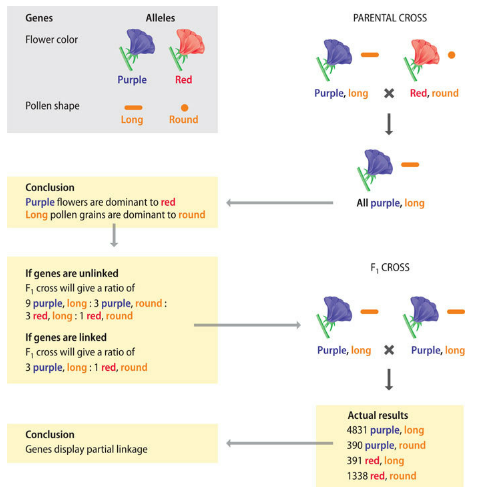 Genes Alleles
Flower color
Purple Red
Pollen shape
Long Round
PARENTAL CROSS
Purple, long × Red, round
All purple, long
Conclusion
Purple flowers are dominant to red
Long pollen grains are dominant to round
If genes are unlinked
F₁ cross will give a ratio of
9 purple, long : 3 purple, round :
3 red, long : 1 red, round
If genes are linked
F₁ cross will give a ratio of
3 purple, long : 1 red, round
F₁ CROSS
Purple, long × Purple, long
Actual results
4831 purple, long
390 purple, round
391 red, long
1338 red, round
Conclusion
Genes display partial linkage